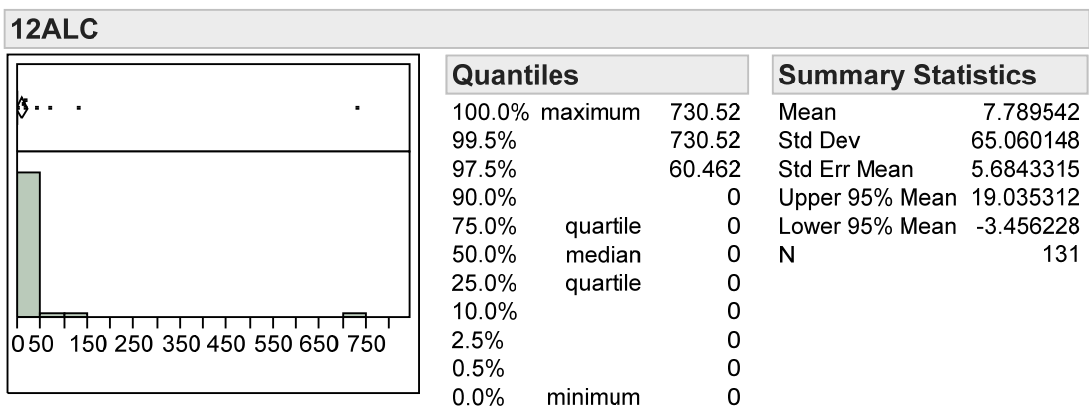 12ALC
0 50 150 250 350 450 550 650 750
Quantiles
100.0% maximum 730.52
99.5% 730.52
97.5% 60.462
90.0% 0
75.0% quartile 0
50.0% median 0
25.0% quartile 0
10.0% 0
2.5% 0
0.5% 0
0.0% minimum 0
Summary Statistics
Mean 7.789542
Std Dev 65.060148
Std Err Mean 5.6843315
Upper 95% Mean 19.035312
Lower 95% Mean -3.456228
N 131